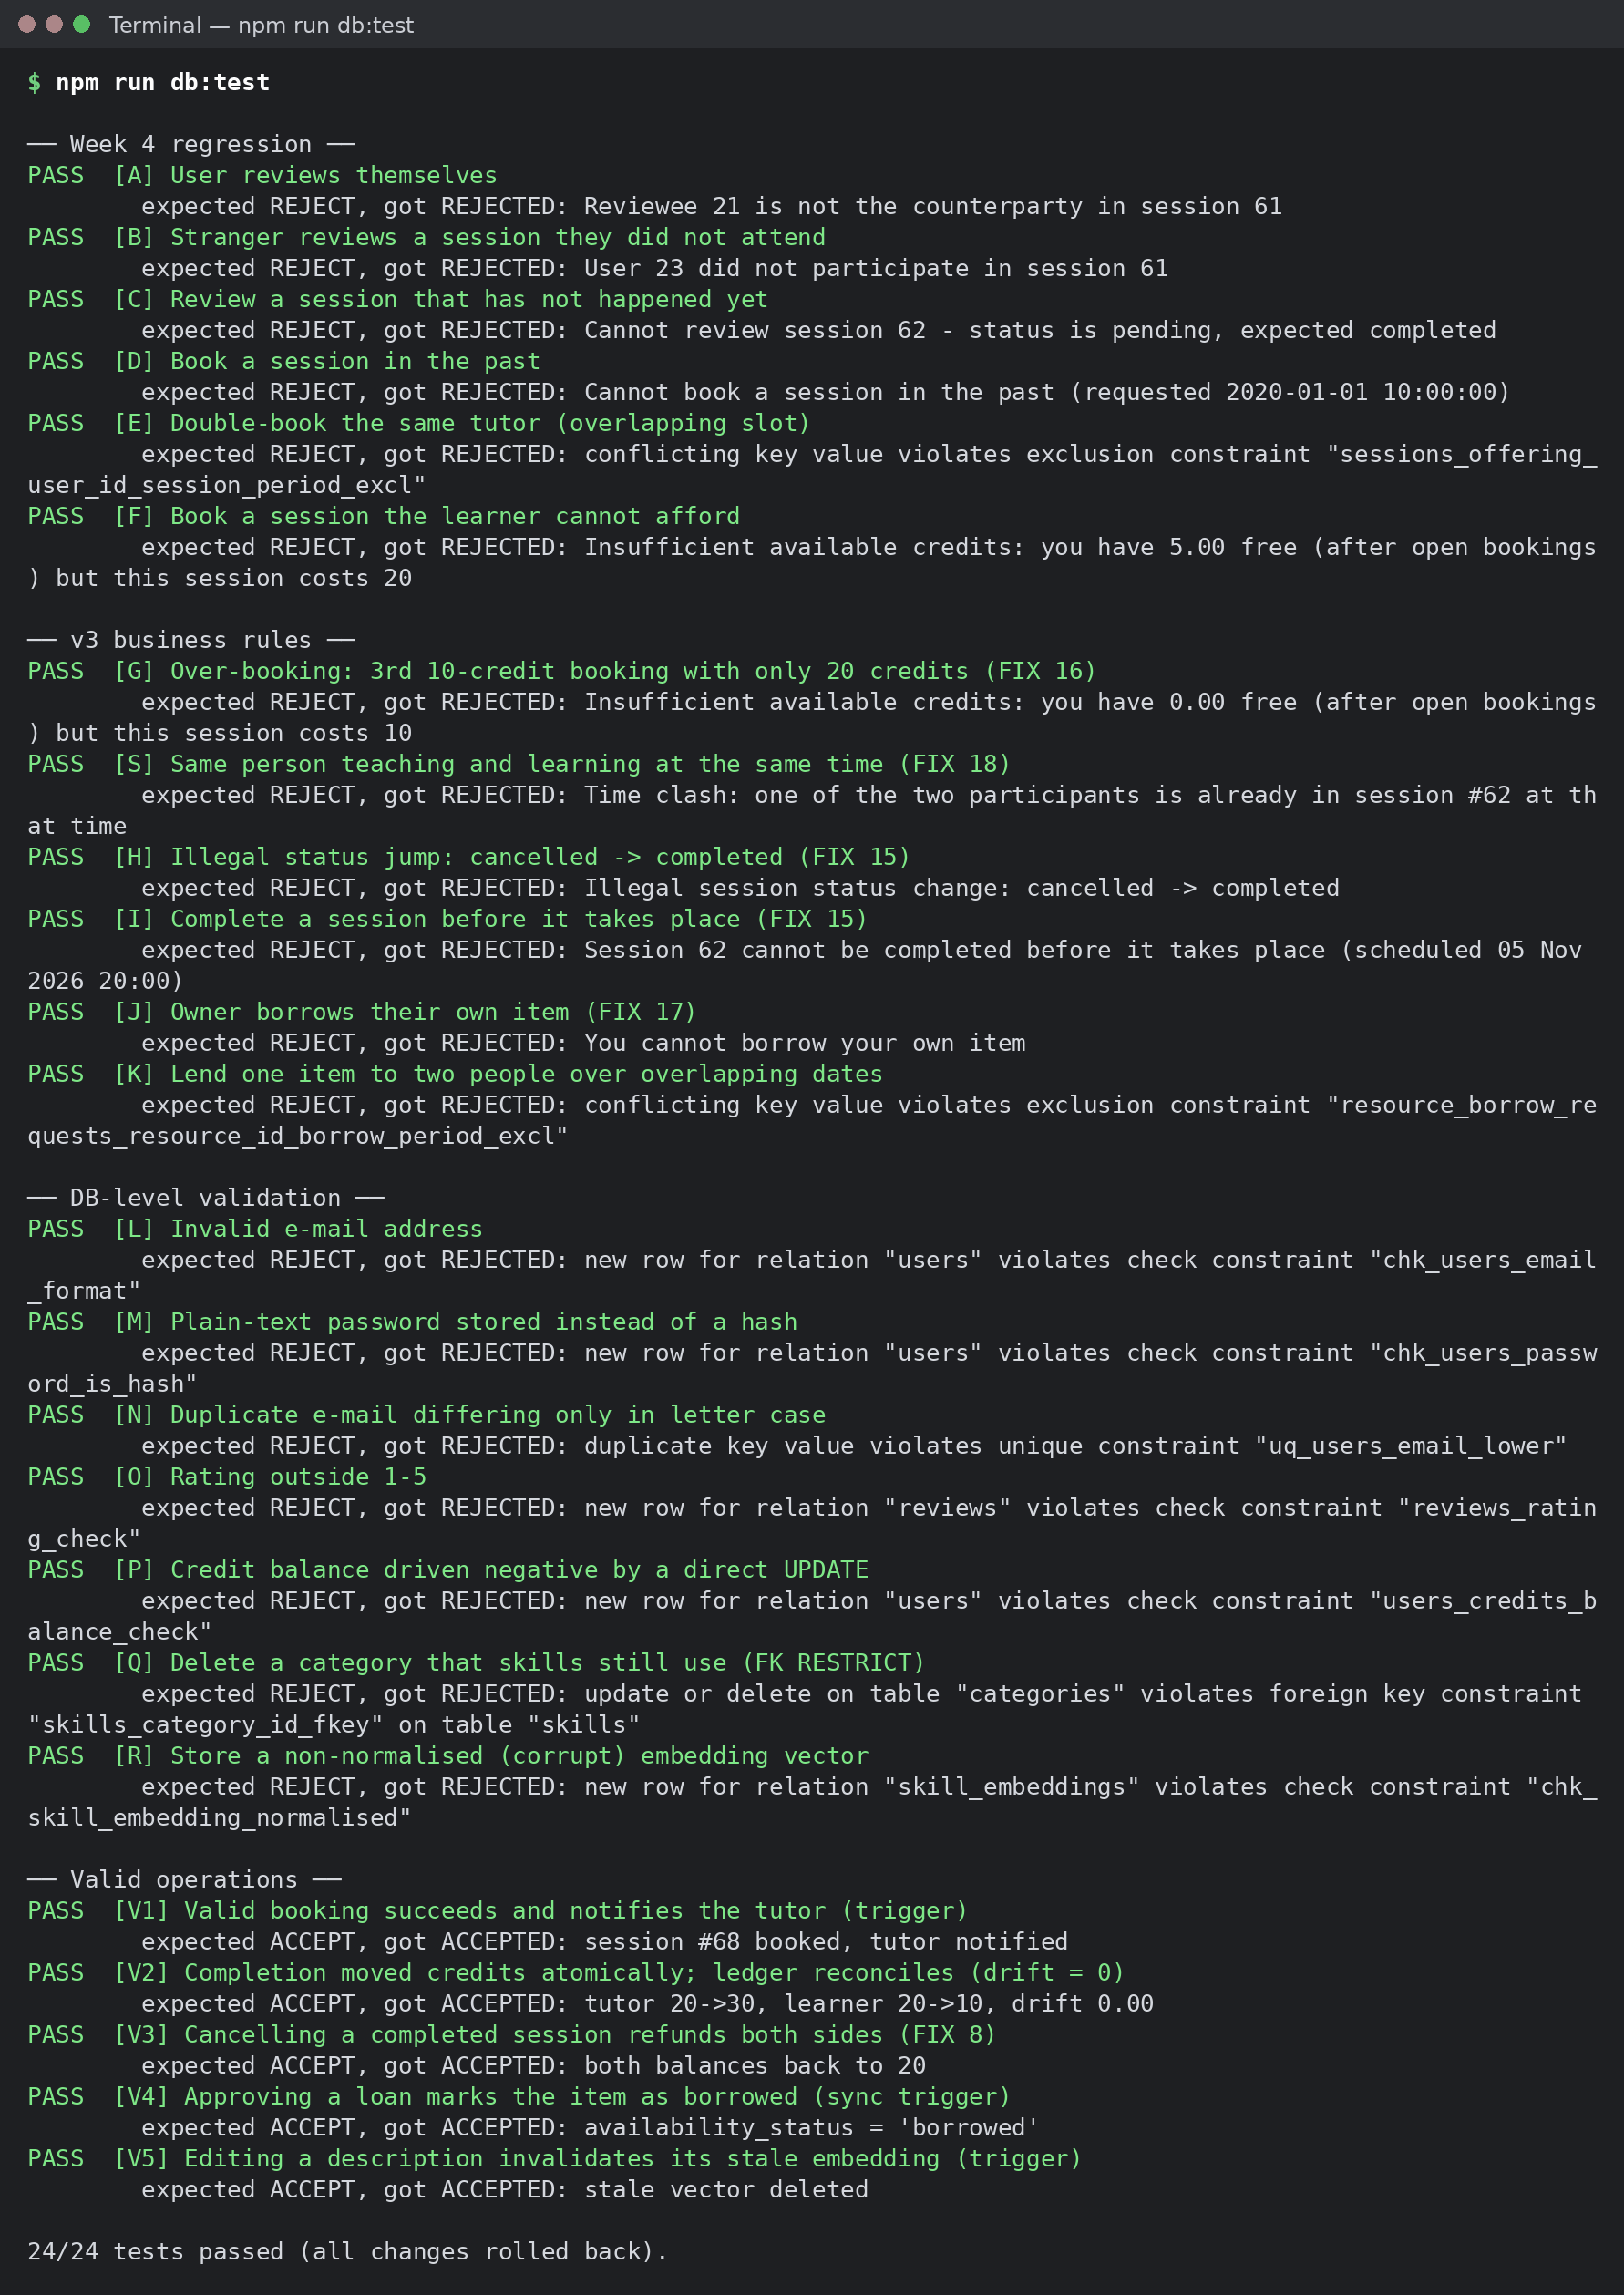 Terminal — npm run db:test
$ npm run db:test
── Week 4 regression ──
PASS  [A] User reviews themselves
        expected REJECT, got REJECTED: Reviewee 21 is not the counterparty in session 61
PASS  [B] Stranger reviews a session they did not attend
        expected REJECT, got REJECTED: User 23 did not participate in session 61
PASS  [C] Review a session that has not happened yet
        expected REJECT, got REJECTED: Cannot review session 62 - status is pending, expected completed
PASS  [D] Book a session in the past
        expected REJECT, got REJECTED: Cannot book a session in the past (requested 2020-01-01 10:00:00)
PASS  [E] Double-book the same tutor (overlapping slot)
        expected REJECT, got REJECTED: conflicting key value violates exclusion constraint "sessions_offering_
user_id_session_period_excl"
PASS  [F] Book a session the learner cannot afford
        expected REJECT, got REJECTED: Insufficient available credits: you have 5.00 free (after open bookings
) but this session costs 20
── v3 business rules ──
PASS  [G] Over-booking: 3rd 10-credit booking with only 20 credits (FIX 16)
        expected REJECT, got REJECTED: Insufficient available credits: you have 0.00 free (after open bookings
) but this session costs 10
PASS  [S] Same person teaching and learning at the same time (FIX 18)
        expected REJECT, got REJECTED: Time clash: one of the two participants is already in session #62 at th
at time
PASS  [H] Illegal status jump: cancelled -> completed (FIX 15)
        expected REJECT, got REJECTED: Illegal session status change: cancelled -> completed
PASS  [I] Complete a session before it takes place (FIX 15)
        expected REJECT, got REJECTED: Session 62 cannot be completed before it takes place (scheduled 05 Nov
2026 20:00)
PASS  [J] Owner borrows their own item (FIX 17)
        expected REJECT, got REJECTED: You cannot borrow your own item
PASS  [K] Lend one item to two people over overlapping dates
        expected REJECT, got REJECTED: conflicting key value violates exclusion constraint "resource_borrow_re
quests_resource_id_borrow_period_excl"
── DB-level validation ──
PASS  [L] Invalid e-mail address
        expected REJECT, got REJECTED: new row for relation "users" violates check constraint "chk_users_email
_format"
PASS  [M] Plain-text password stored instead of a hash
        expected REJECT, got REJECTED: new row for relation "users" violates check constraint "chk_users_passw
ord_is_hash"
PASS  [N] Duplicate e-mail differing only in letter case
        expected REJECT, got REJECTED: duplicate key value violates unique constraint "uq_users_email_lower"
PASS  [O] Rating outside 1-5
        expected REJECT, got REJECTED: new row for relation "reviews" violates check constraint "reviews_ratin
g_check"
PASS  [P] Credit balance driven negative by a direct UPDATE
        expected REJECT, got REJECTED: new row for relation "users" violates check constraint "users_credits_b
alance_check"
PASS  [Q] Delete a category that skills still use (FK RESTRICT)
        expected REJECT, got REJECTED: update or delete on table "categories" violates foreign key constraint
"skills_category_id_fkey" on table "skills"
PASS  [R] Store a non-normalised (corrupt) embedding vector
        expected REJECT, got REJECTED: new row for relation "skill_embeddings" violates check constraint "chk_
skill_embedding_normalised"
── Valid operations ──
PASS  [V1] Valid booking succeeds and notifies the tutor (trigger)
        expected ACCEPT, got ACCEPTED: session #68 booked, tutor notified
PASS  [V2] Completion moved credits atomically; ledger reconciles (drift = 0)
        expected ACCEPT, got ACCEPTED: tutor 20->30, learner 20->10, drift 0.00
PASS  [V3] Cancelling a completed session refunds both sides (FIX 8)
        expected ACCEPT, got ACCEPTED: both balances back to 20
PASS  [V4] Approving a loan marks the item as borrowed (sync trigger)
        expected ACCEPT, got ACCEPTED: availability_status = 'borrowed'
PASS  [V5] Editing a description invalidates its stale embedding (trigger)
        expected ACCEPT, got ACCEPTED: stale vector deleted
24/24 tests passed (all changes rolled back).